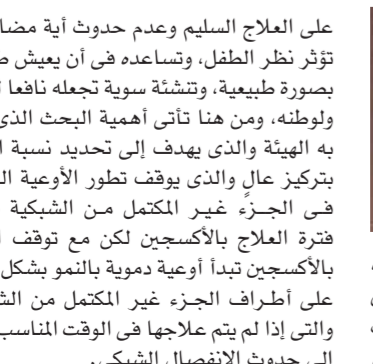 على العلاج السليم وعدم حدوث أية
تؤثر نظر الطفل، وتساعده فى أن يعيش
بصورة طبيعية، وتنشئة سوية تجعله نافعا
ولوطنه، ومن هنا تأتى أهمية البحث الذى
به الهيئة والذى يهدف إلى تحديد نسبة
بتركيز عالٍ والذى يوقف تطور الأوعية
فى الجزء غير المكتمل من الشبكية
فترة العلاج بالأكسجين لكن مع توقف
بالأكسجين تبدأ أوعية دموية بالنمو بشكل
على أطراف الجزء غير المكتمل من
والتى إذا لم يتم علاجها فى الوقت المناسب
إلى حدوث الانفصال الشبكى.